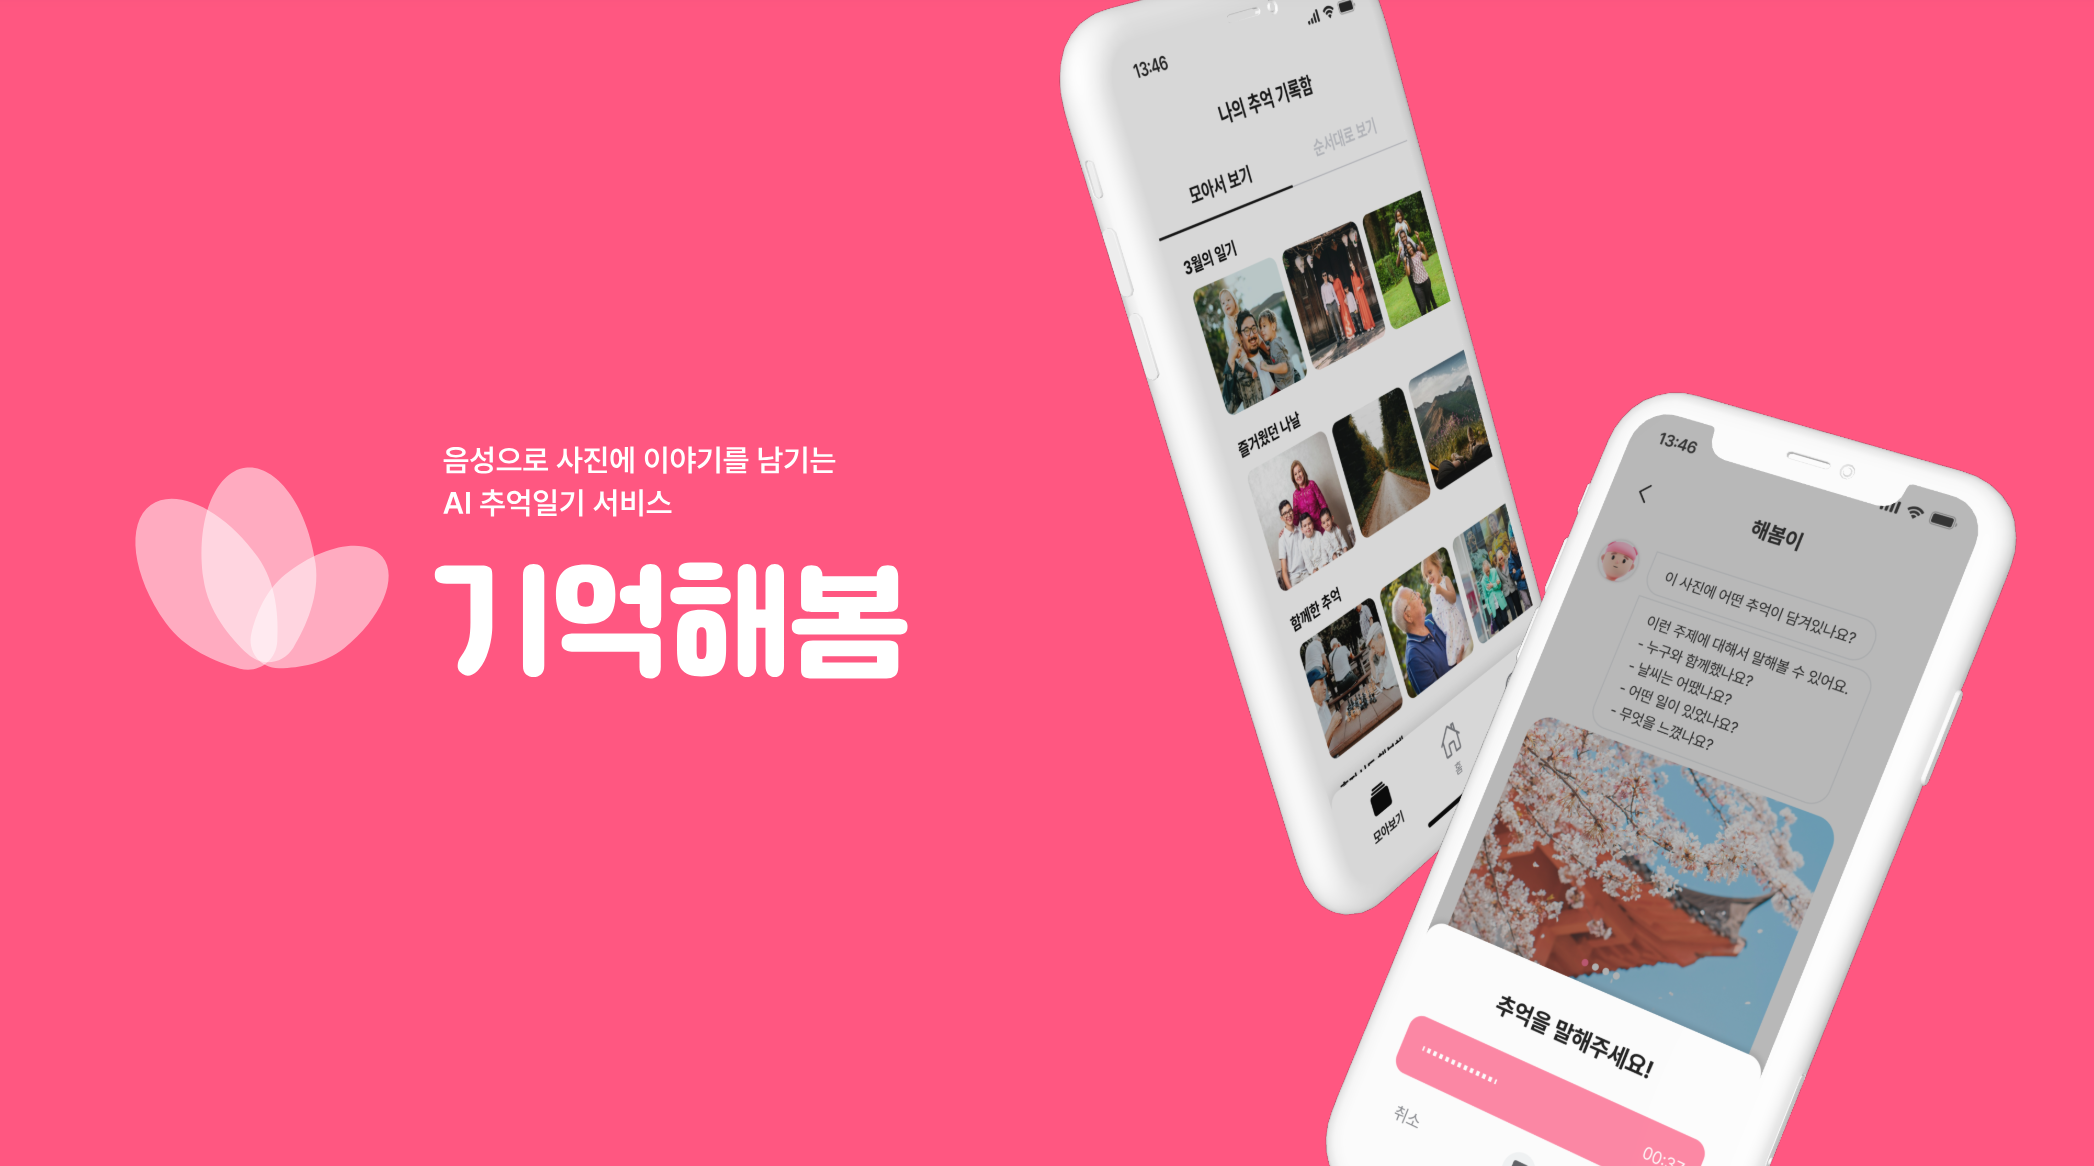 음성으로 사진에 이야기를 남기는
AI 추억일기 서비스
기억해봄
13:46
나의 추억 기록함
모아서 보기
순서대로 보기
3월의 일기
즐거웠던 나날
함께한 추억
홈
모아보기
13:46
해봄이
이 사진에 어떤 추억이 담겨있나요?
이런 주제에 대해서 말해볼 수 있어요.
- 누구와 함께했나요?
- 날씨는 어땠나요?
- 어떤 일이 있었나요?
- 무엇을 느꼈나요?
추억을 말해주세요!
00:37
취소